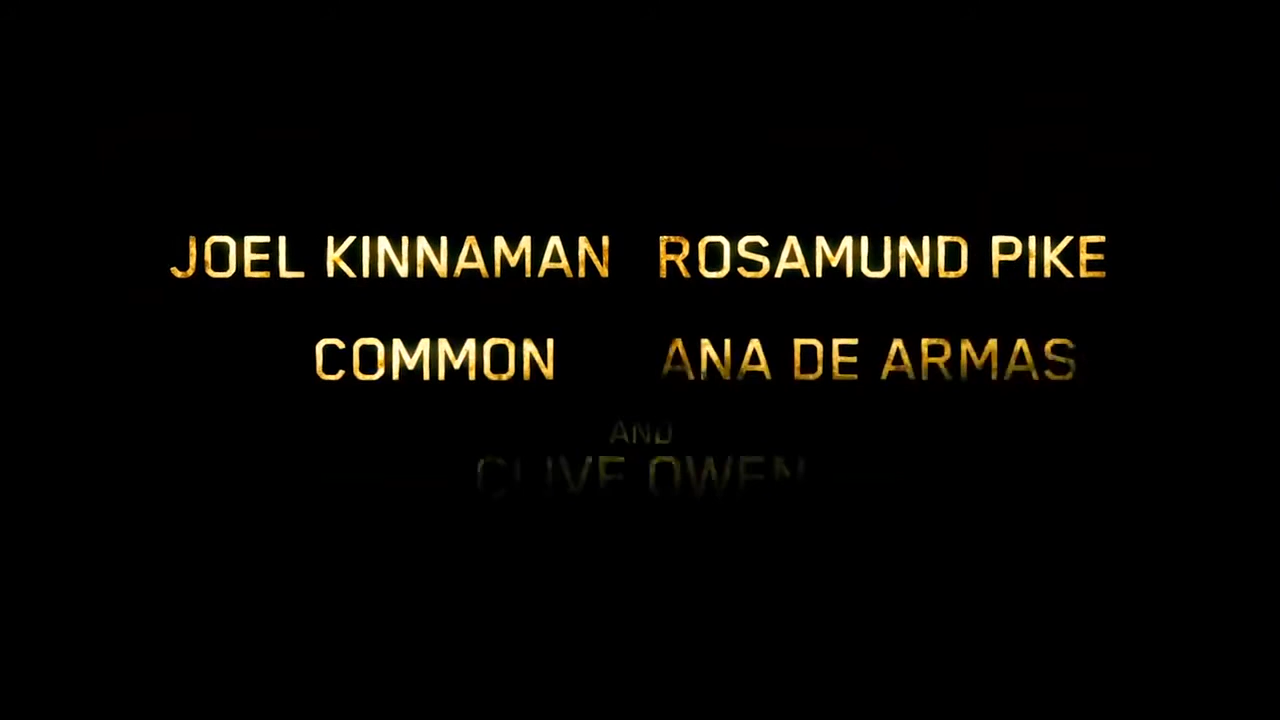 JOEL KINNAMAN ROSAMUND PIKE
COMMON ANA DE ARMAS
AND
CLIVE OWEN